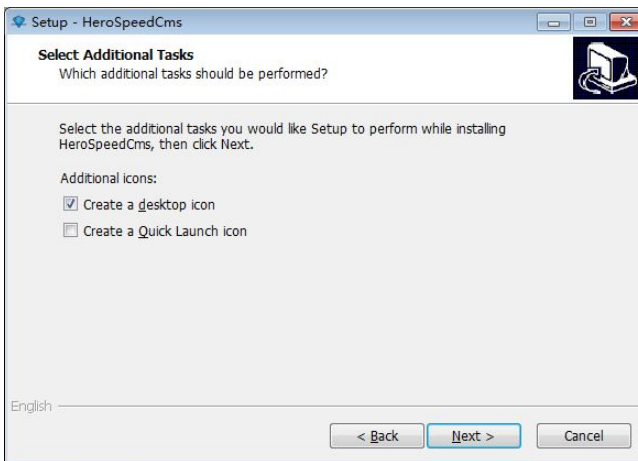 Setup - HeroSpeedCms
Select Additional Tasks
Which additional tasks should be performed?
Select the additional tasks you would like Setup to perform while installing
HeroSpeedCms, then click Next.
Additional icons:
Create a desktop icon
Create a Quick Launch icon
English
< Back
Next >
Cancel